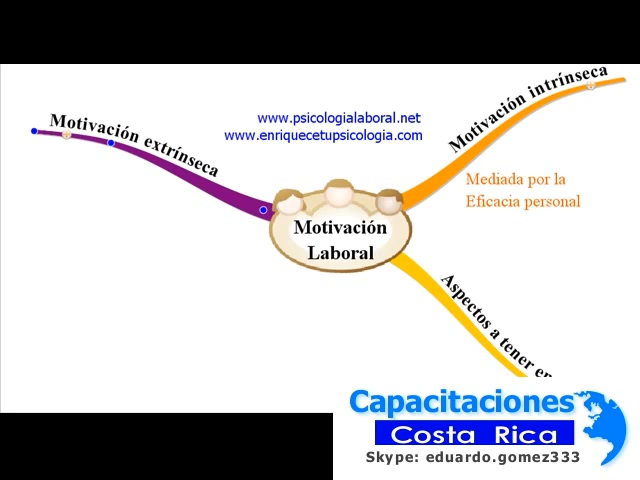 www.psicologialaboral.net
www.enriquecetupsicologia.com
Motivación extrínseca
Motivación intrínseca
Mediada por la
Eficacia personal
Motivación
Laboral
Aspectos a tener
Capacitaciones
Costa Rica
Skype: eduardo.gomez333